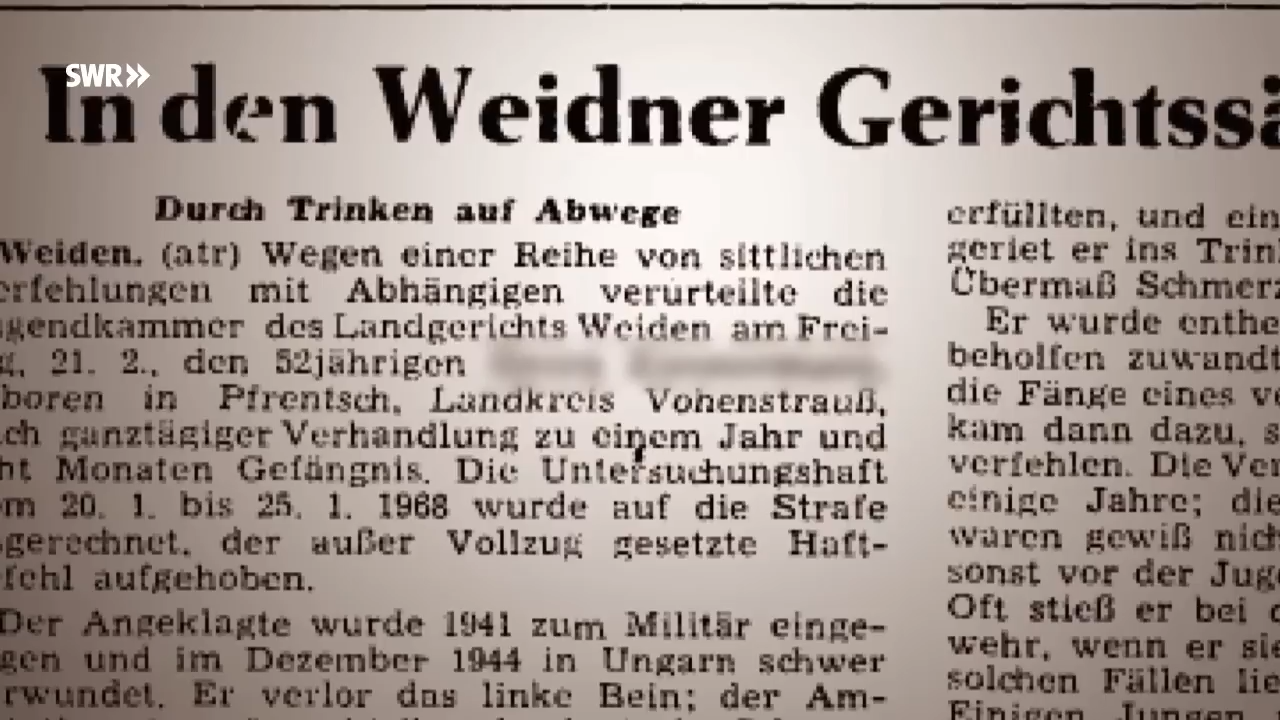 SWR»
In den Weidner Gerichtssä
Durch Trinken auf Abwege
Weiden. (atr) Wegen einer Reihe von sittlichen
erfehlungen mit Abhängigen verurteilte die
gendkammer des Landgerichts Weiden am Frei-
g, 21. 2., den 52jährigen
boren in Pfrentsch, Landkreis Vohenstrauß,
ch ganztägiger Verhandlung zu einem Jahr und
ht Monaten Gefängnis. Die Untersuchungshaft
m 20. 1. bis 25. 1. 1968 wurde auf die Strafe
gerechnet, der außer Vollzug gesetzte Haft-
fehl aufgehoben.
Der Angeklagte wurde 1941 zum Militär einge-
gen und im Dezember 1944 in Ungarn schwer
rwundet. Er verlor das linke Bein; der Am-
erfüllten, und ein
geriet er ins Trin
Übermaß Schmerz
Er wurde enthe
beholfen zuwandt
die Fänge eines ve
kam dann dazu, s
verfehlen. Die Ver
einige Jahre; die
waren gewiß nich
sonst vor der Juge
Oft stieß er bei d
wehr, wenn er sie
solchen Fällen lie
Einigen Jungen